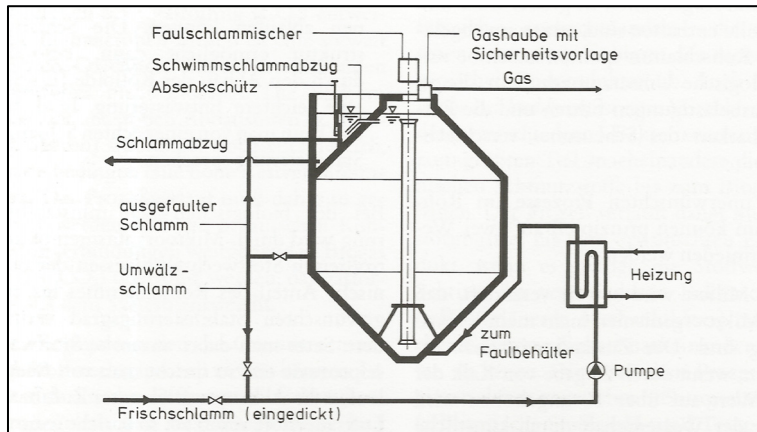 Faulschlammischer
Gashaube mit
Sicherheitsvorlage
Schwimmschlammabzug
Gas
Absenkschütz
Schlammabzug
ausgefaulter
Schlamm
Umwälz-
schlamm
Heizung
zum
Faulbehälter
Pumpe
Frischschlamm (eingedickt)